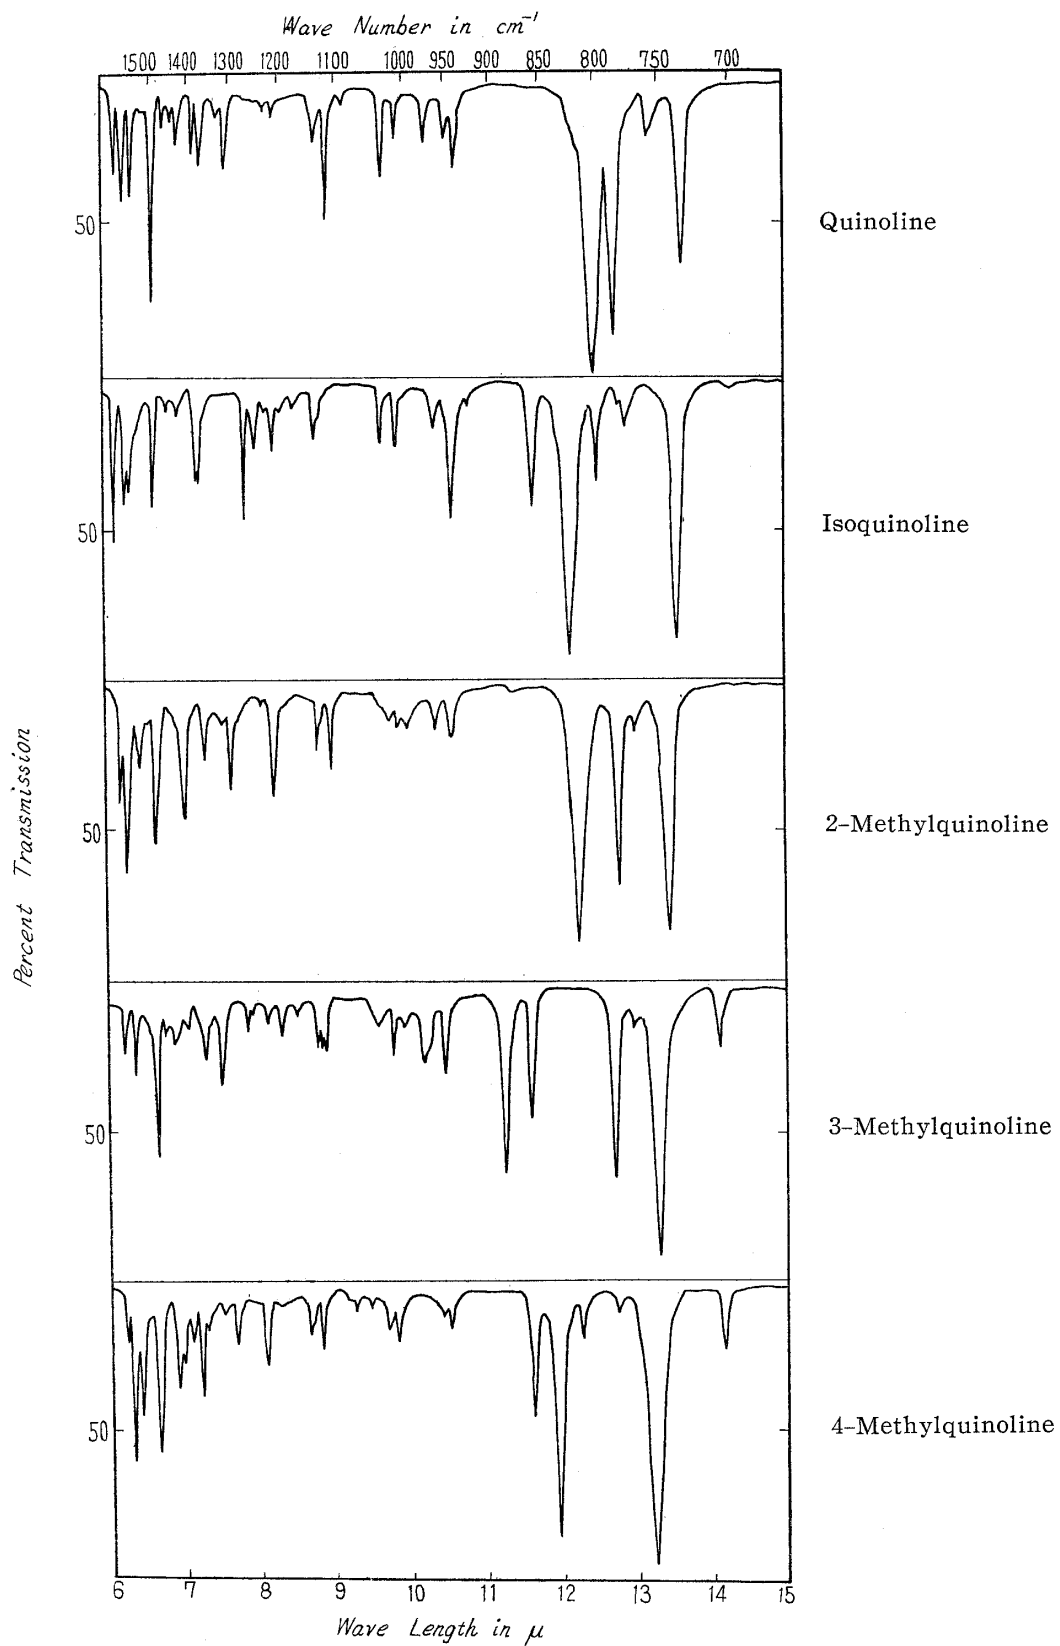 Wave Number in cm⁻¹
1500 1400 1300 1200 1100 1000 950 900 850 800 750 700
50
Quinoline
50
Isoquinoline
50
2-Methylquinoline
Percent Transmission
50
3-Methylquinoline
50
4-Methylquinoline
6 7 8 9 10 11 12 13 14 15
Wave Length in μ